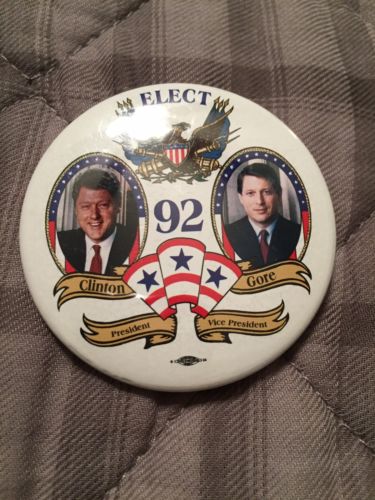 ELECT
92
Clinton
Gore
President
Vice President